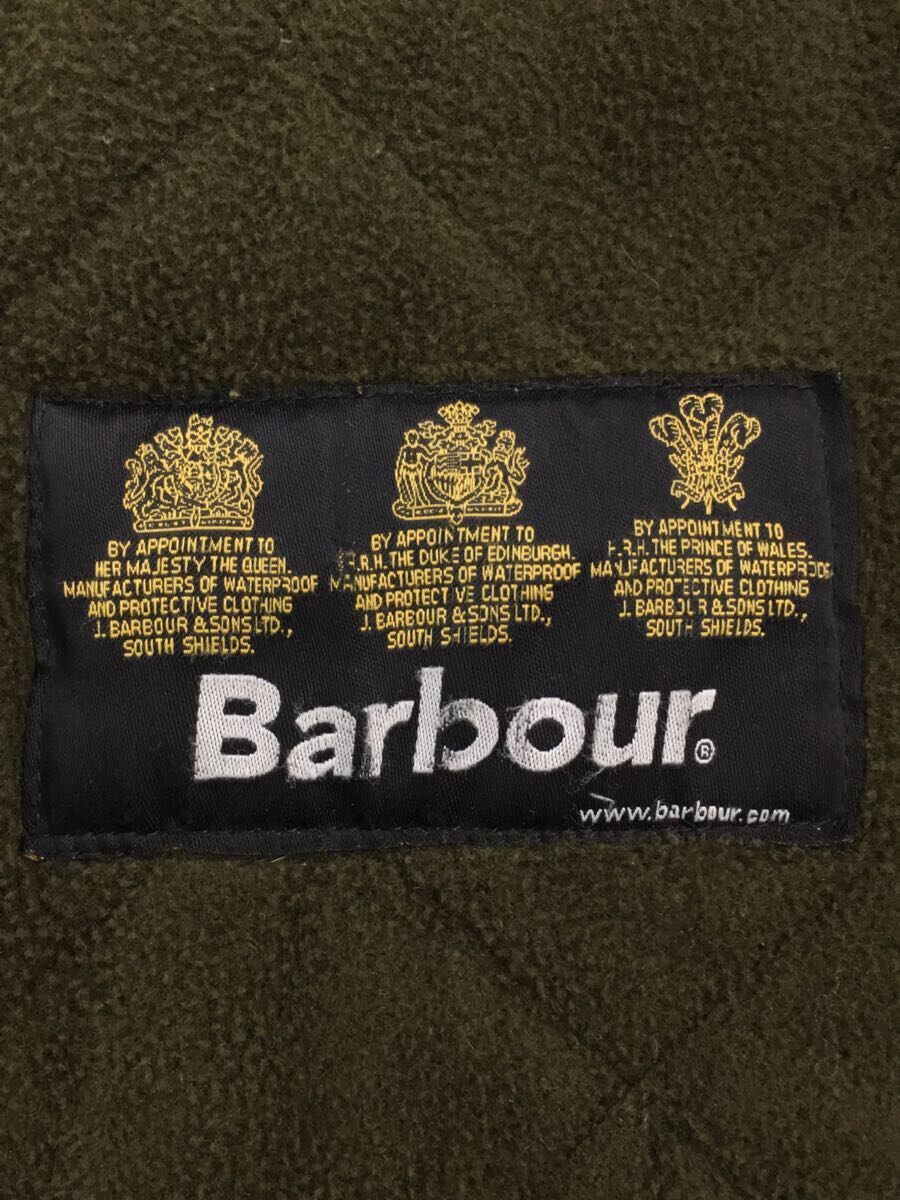 BY APPOINTMENT TO
HER MAJESTY THE QUEEN.
MANUFACTURERS OF WATERPROOF
AND PROTECTIVE CLOTHING
J. BARBOUR & SONS LTD.,
SOUTH SHIELDS.
BY APPOINTMENT TO
H.R.H. THE DUKE OF EDINBURGH.
MANUFACTURERS OF WATERPROOF
AND PROTECTIVE CLOTHING
J. BARBOUR & SONS LTD.,
SOUTH SHIELDS.
BY APPOINTMENT TO
H.R.H. THE PRINCE OF WALES.
MANUFACTURERS OF WATERPROOF
AND PROTECTIVE CLOTHING
J. BARBOUR & SONS LTD.,
SOUTH SHIELDS.
Barbour®
www.barbour.com